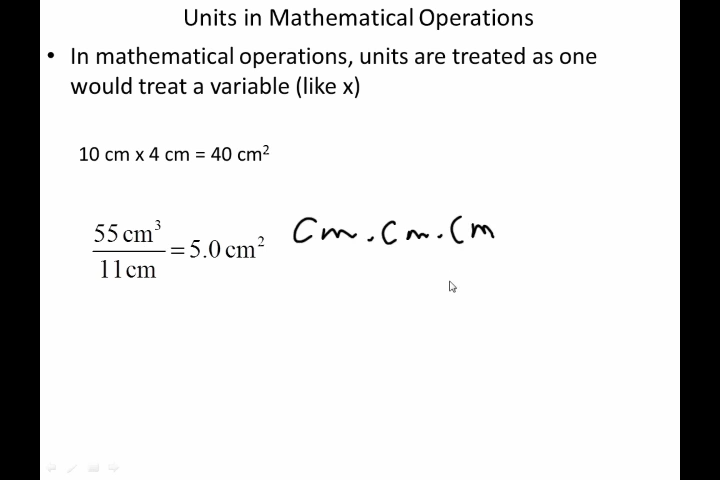 Units in Mathematical Operations
• In mathematical operations, units are treated as one
would treat a variable (like x)
10 cm x 4 cm = 40 cm²
55 cm³ / 11 cm = 5.0 cm²
Cm . Cm . Cm